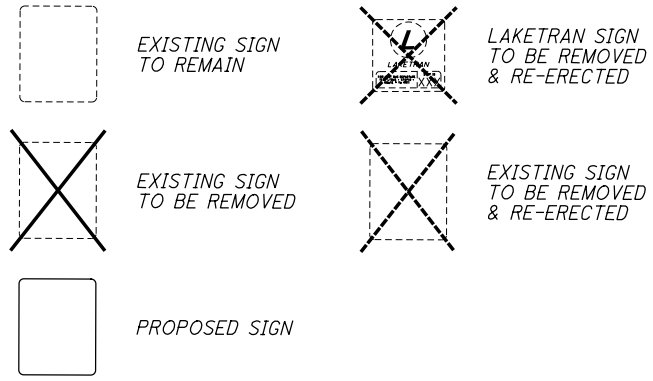 EXISTING SIGN
TO REMAIN
L
LAKETRAN
XX
LAKETRAN SIGN
TO BE REMOVED
& RE-ERECTED
EXISTING SIGN
TO BE REMOVED
EXISTING SIGN
TO BE REMOVED
& RE-ERECTED
PROPOSED SIGN